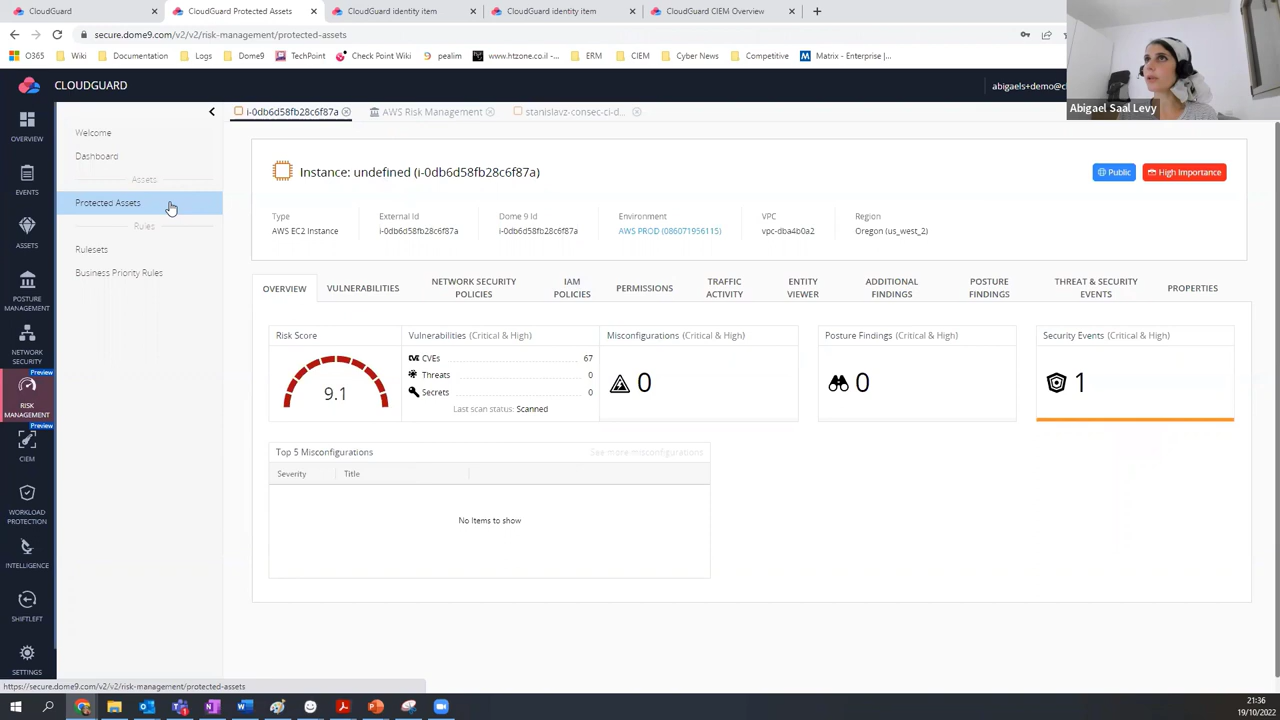 CloudGuard
CloudGuard Protected Assets
CloudGuard identity item
CloudGuard identity item
CloudGuard CIEM Overview
secure.dome9.com/v2/v2/risk-management/protected-assets
O365
Wiki
Documentation
Logs
Dome9
TechPoint
Check Point Wiki
pealim
www.htzone.co.il -...
ERM
CIEM
Cyber News
Competitive
Matrix - Enterprise |...
CLOUDGUARD
abigaels+demo@c
Abigael Saal Levy
OVERVIEW
EVENTS
ASSETS
POSTURE
MANAGEMENT
NETWORK
SECURITY
Preview
RISK
MANAGEMENT
Preview
CIEM
WORKLOAD
PROTECTION
INTELLIGENCE
SHIFTLEFT
SETTINGS
Welcome
Dashboard
Assets
Protected Assets
Rules
Rulesets
Business Priority Rules
i-0db6d58fb28c6f87a
AWS Risk Management
stanislavz-consec-ci-d...
Instance: undefined (i-0db6d58fb28c6f87a)
Public
High Importance
Type
AWS EC2 Instance
External Id
i-0db6d58fb28c6f87a
Dome 9 Id
i-0db6d58fb28c6f87a
Environment
AWS PROD (086071956115)
VPC
vpc-dba4b0a2
Region
Oregon (us_west_2)
OVERVIEW
VULNERABILITIES
NETWORK SECURITY
POLICIES
IAM
POLICIES
PERMISSIONS
TRAFFIC
ACTIVITY
ENTITY
VIEWER
ADDITIONAL
FINDINGS
POSTURE
FINDINGS
THREAT & SECURITY
EVENTS
PROPERTIES
Risk Score
9.1
Vulnerabilities (Critical & High)
CVE CVEs 67
Threats 0
Secrets 0
Last scan status: Scanned
Misconfigurations (Critical & High)
0
Posture Findings (Critical & High)
0
Security Events (Critical & High)
1
Top 5 Misconfigurations
See more misconfigurations
Severity
Title
No Items to show
https://secure.dome9.com/v2/v2/risk-management/protected-assets
21:36
19/10/2022